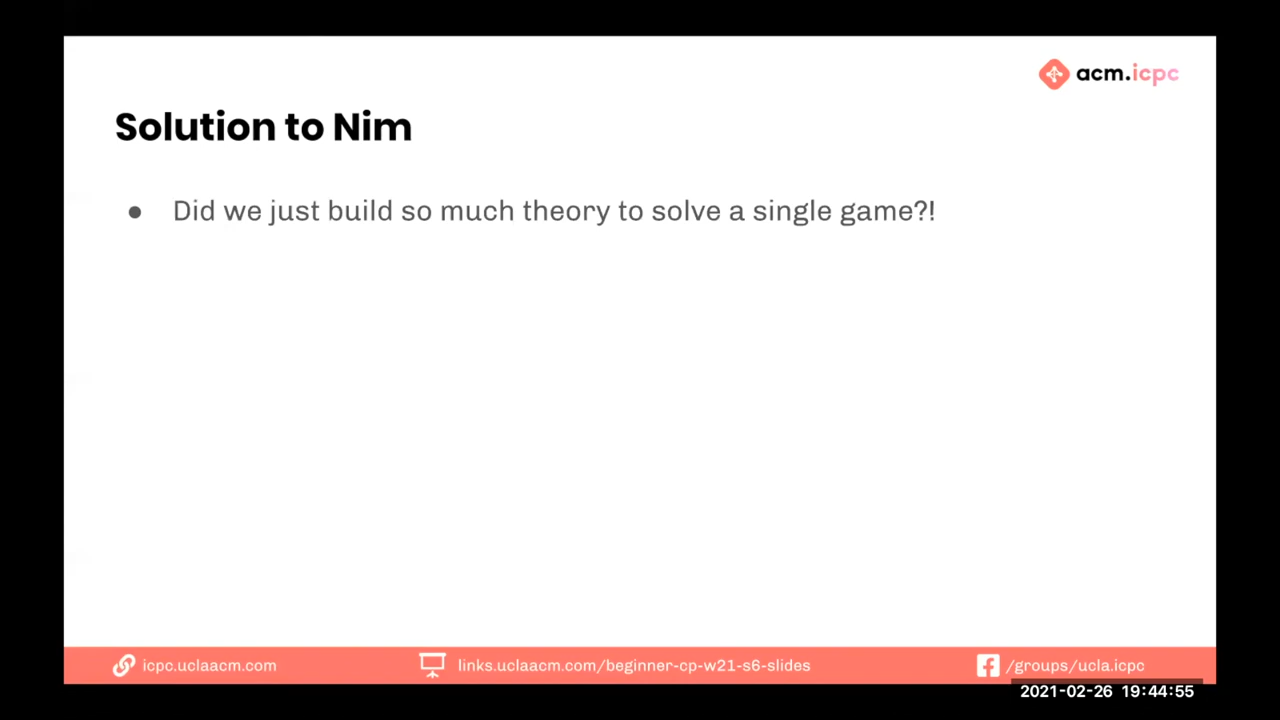 acm.icpc
Solution to Nim
● Did we just build so much theory to solve a single game?!
icpc.uclaacm.com
links.uclaacm.com/beginner-cp-w21-s6-slides
/groups/ucla.icpc
2021-02-26 19:44:55